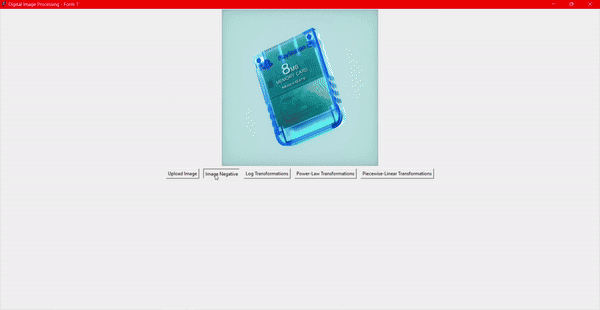 Digital Image Processing - Form 1
PlayStation
8MB
MEMORY CARD
Upload Image
Image Negative
Log Transformations
Power-Law Transformations
Piecewise-Linear Transformations